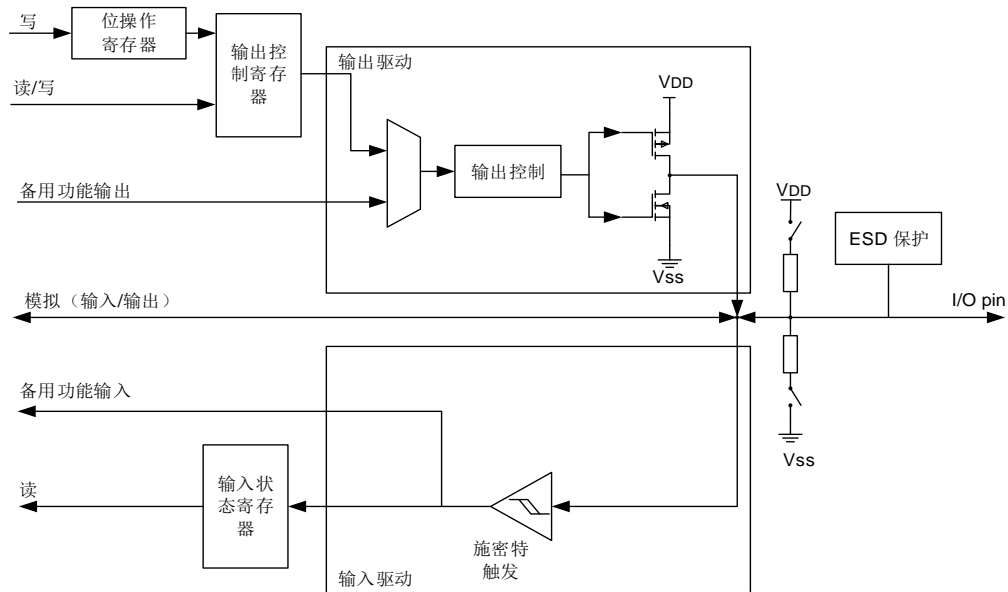 写
位操作
寄存器
输出控
制寄存
器
读/写
输出驱动
VDD
备用功能输出
输出控制
VDD
ESD 保护
Vss
模拟（输入/输出）
I/O pin
备用功能输入
Vss
输入状
态寄存
器
读
施密特
触发
输入驱动